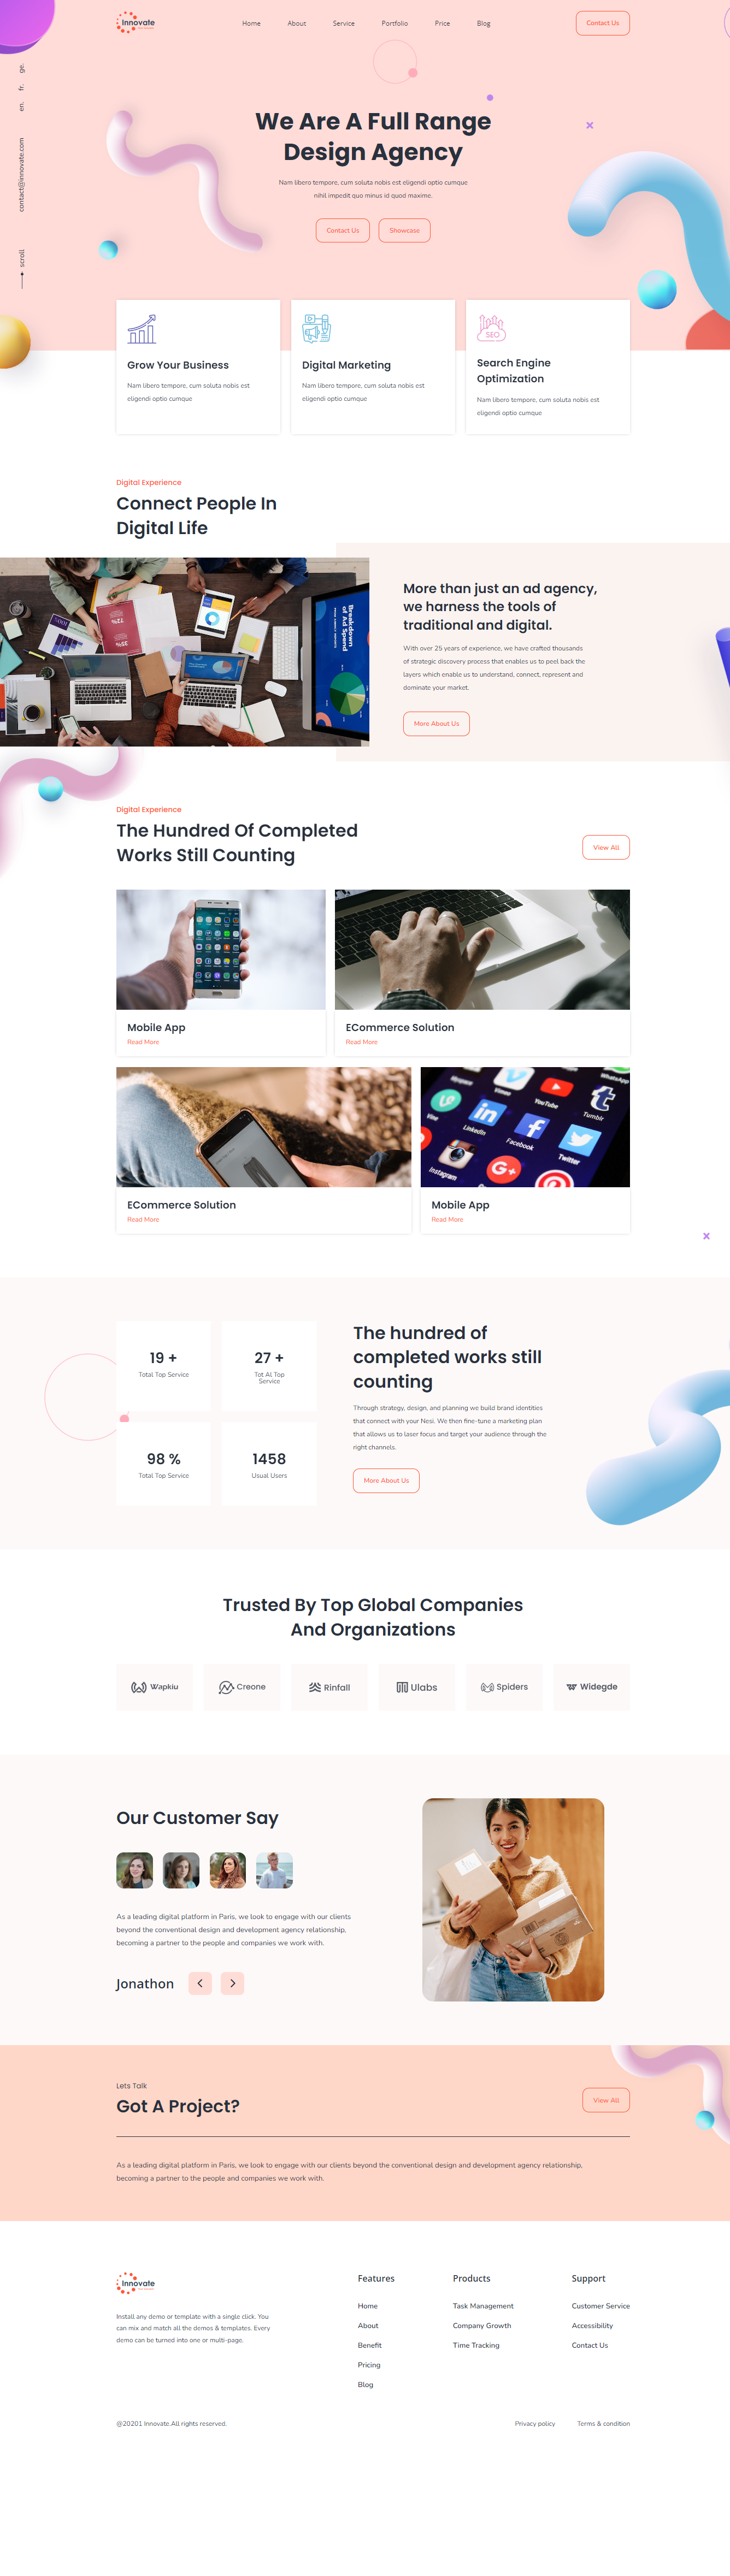 Innovate
Home
About
Service
Portfolio
Price
Blog
Contact Us
ge.
fr.
en.
contact@innovate.com
scroll
We Are A Full Range
Design Agency
Nam libero tempore, cum soluta nobis est eligendi optio cumque
nihil impedit quo minus id quod maxime.
Contact Us
Showcase
Grow Your Business
Nam libero tempore, cum soluta nobis est
eligendi optio cumque
Digital Marketing
Nam libero tempore, cum soluta nobis est
eligendi optio cumque
SEO
Search Engine
Optimization
Nam libero tempore, cum soluta nobis est
eligendi optio cumque
Digital Experience
Connect People In
Digital Life
Breakdown
of Ad Spend
More than just an ad agency,
we harness the tools of
traditional and digital.
With over 25 years of experience, we have crafted thousands
of strategic discovery process that enables us to peel back the
layers which enable us to understand, connect, represent and
dominate your market.
More About Us
Digital Experience
The Hundred Of Completed
Works Still Counting
View All
Mobile App
Read More
ECommerce Solution
Read More
WhatsApp
Vimeo
YouTube
Tumblr
Vine
LinkedIn
Facebook
Twitter
Instagram
ECommerce Solution
Read More
Mobile App
Read More
19 +
Total Top Service
27 +
Tot Al Top
Service
98 %
Total Top Service
1458
Usual Users
The hundred of
completed works still
counting
Through strategy, design, and planning we build brand identities
that connect with your Nesi. We then fine-tune a marketing plan
that allows us to laser focus and target your audience through the
right channels.
More About Us
Trusted By Top Global Companies
And Organizations
Wapkiu
Creone
Rinfall
Ulabs
Spiders
Widegde
Our Customer Say
As a leading digital platform in Paris, we look to engage with our clients
beyond the conventional design and development agency relationship,
becoming a partner to the people and companies we work with.
Jonathon
Lets Talk
Got A Project?
View All
As a leading digital platform in Paris, we look to engage with our clients beyond the conventional design and development agency relationship,
becoming a partner to the people and companies we work with.
Innovate
Install any demo or template with a single click. You
can mix and match all the demos & templates. Every
demo can be turned into one or multi-page.
Features
Home
About
Benefit
Pricing
Blog
Products
Task Management
Company Growth
Time Tracking
Support
Customer Service
Accessibility
Contact Us
@20201 Innovate.All rights reserved.
Privacy policy
Terms & condition